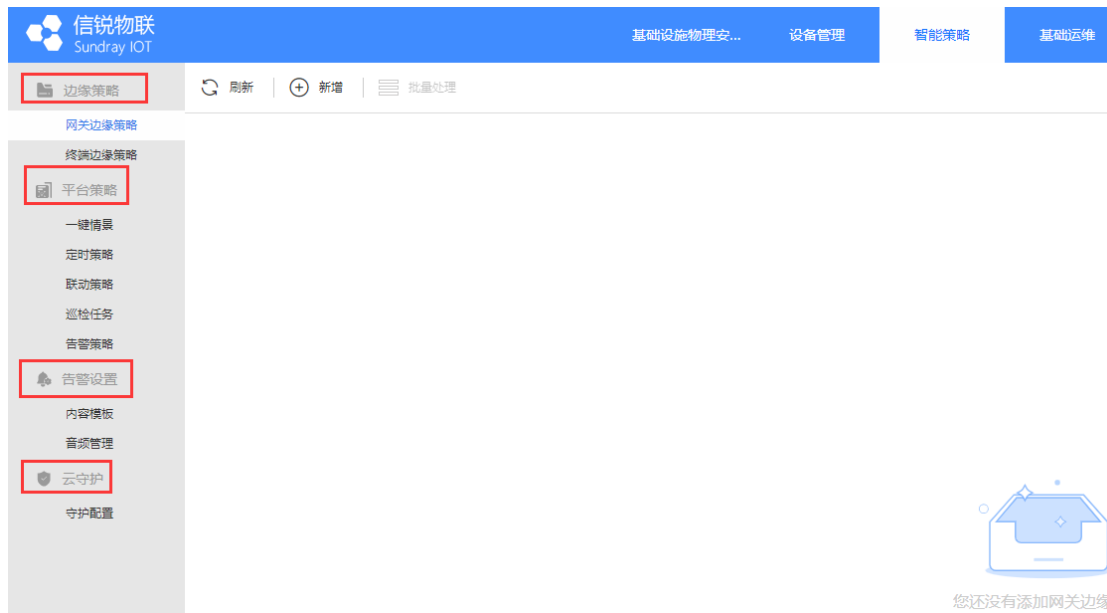 信锐物联
Sundray IOT
基础设施物理安... 设备管理 智能策略 基础运维
边缘策略
刷新 新增 批量处理
网关边缘策略
终端边缘策略
平台策略
一键情景
定时策略
联动策略
巡检任务
告警策略
告警设置
内容模板
音频管理
云守护
守护配置
您还没有添加网关边缘